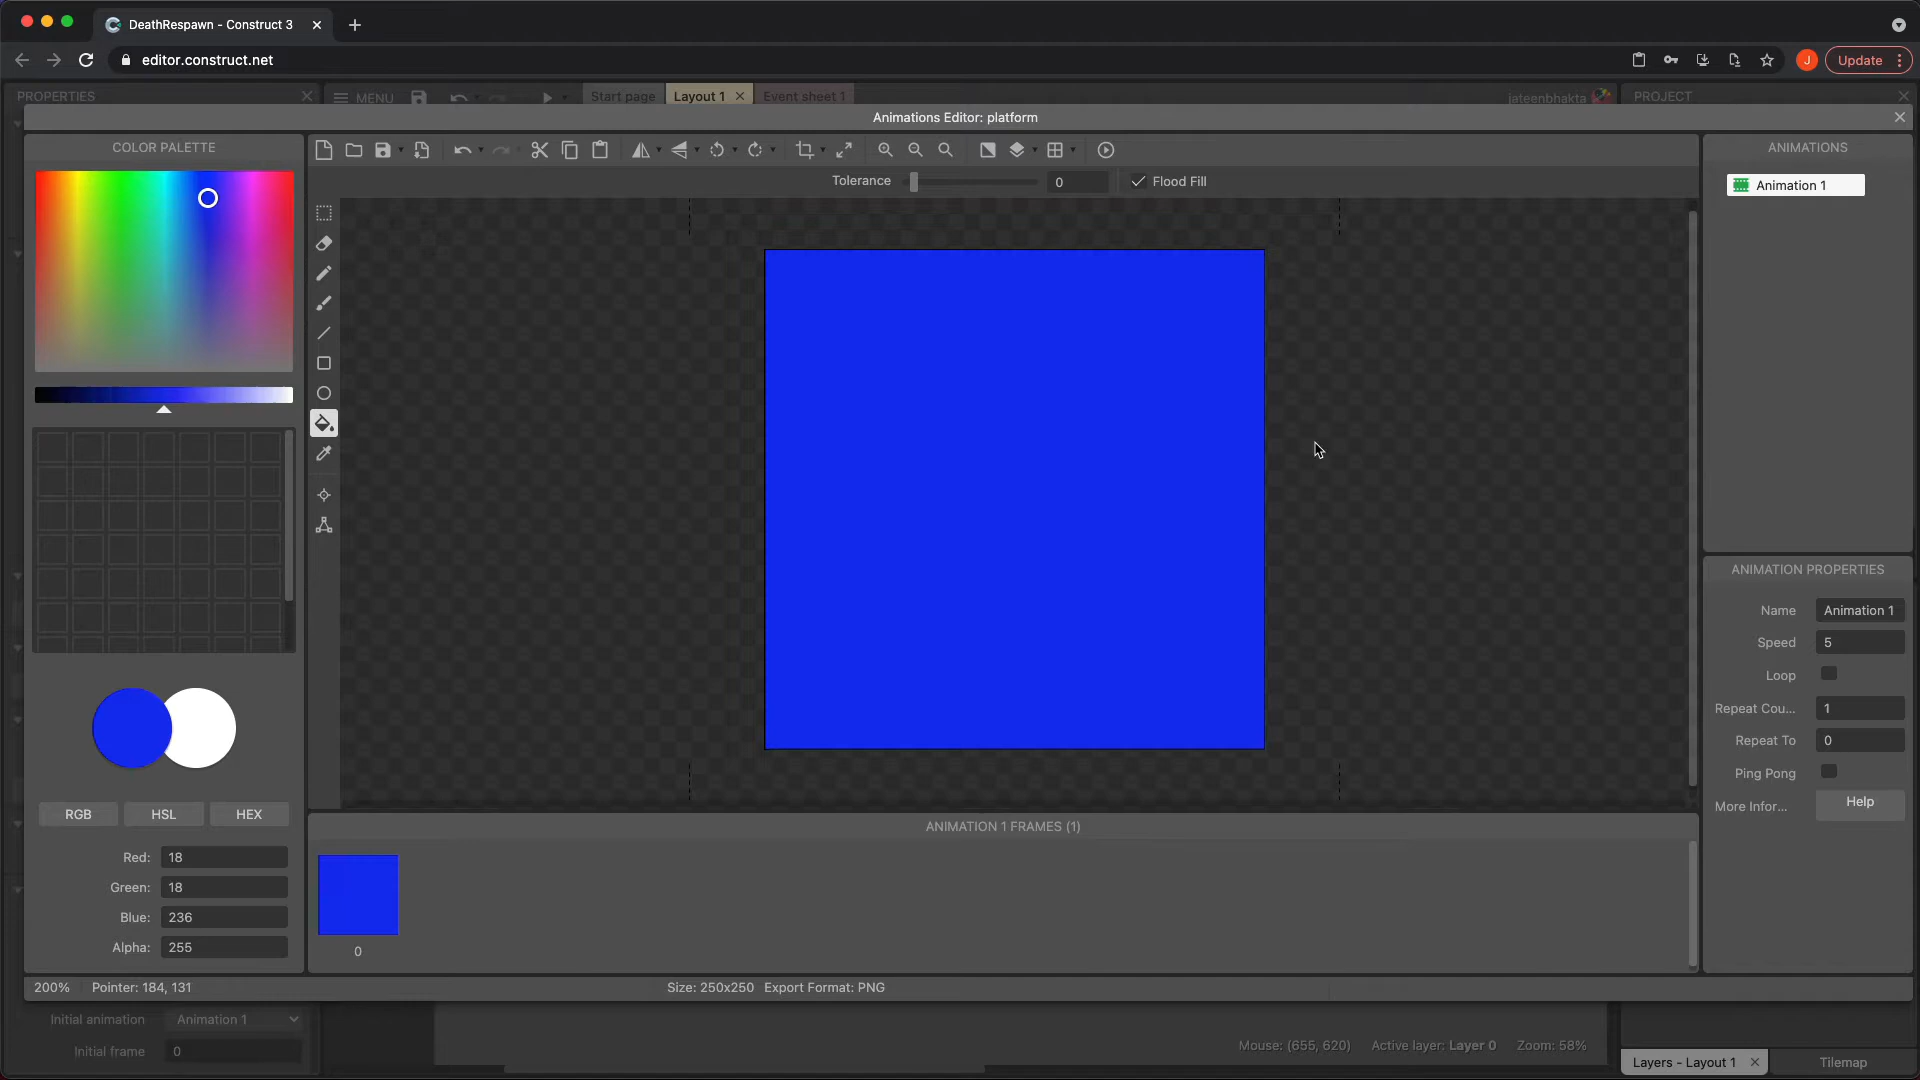 DeathRespawn - Construct 3
editor.construct.net
J
Update
PROPERTIES
MENU
Start page
Layout 1
Event sheet 1
jateenbhakta
PROJECT
Animations Editor: platform
COLOR PALETTE
ANIMATIONS
Tolerance
0
Flood Fill
Animation 1
ANIMATION PROPERTIES
Name
Animation 1
Speed
5
Loop
Repeat Cou...
1
Repeat To
0
Ping Pong
More Infor...
Help
RGB
HSL
HEX
Red:
18
Green:
18
Blue:
236
Alpha:
255
ANIMATION 1 FRAMES (1)
0
200%
Pointer: 184, 131
Size: 250x250
Export Format: PNG
Initial animation
Animation 1
Initial frame
0
Mouse: (655, 620)
Active layer: Layer 0
Zoom: 58%
Layers - Layout 1
Tilemap